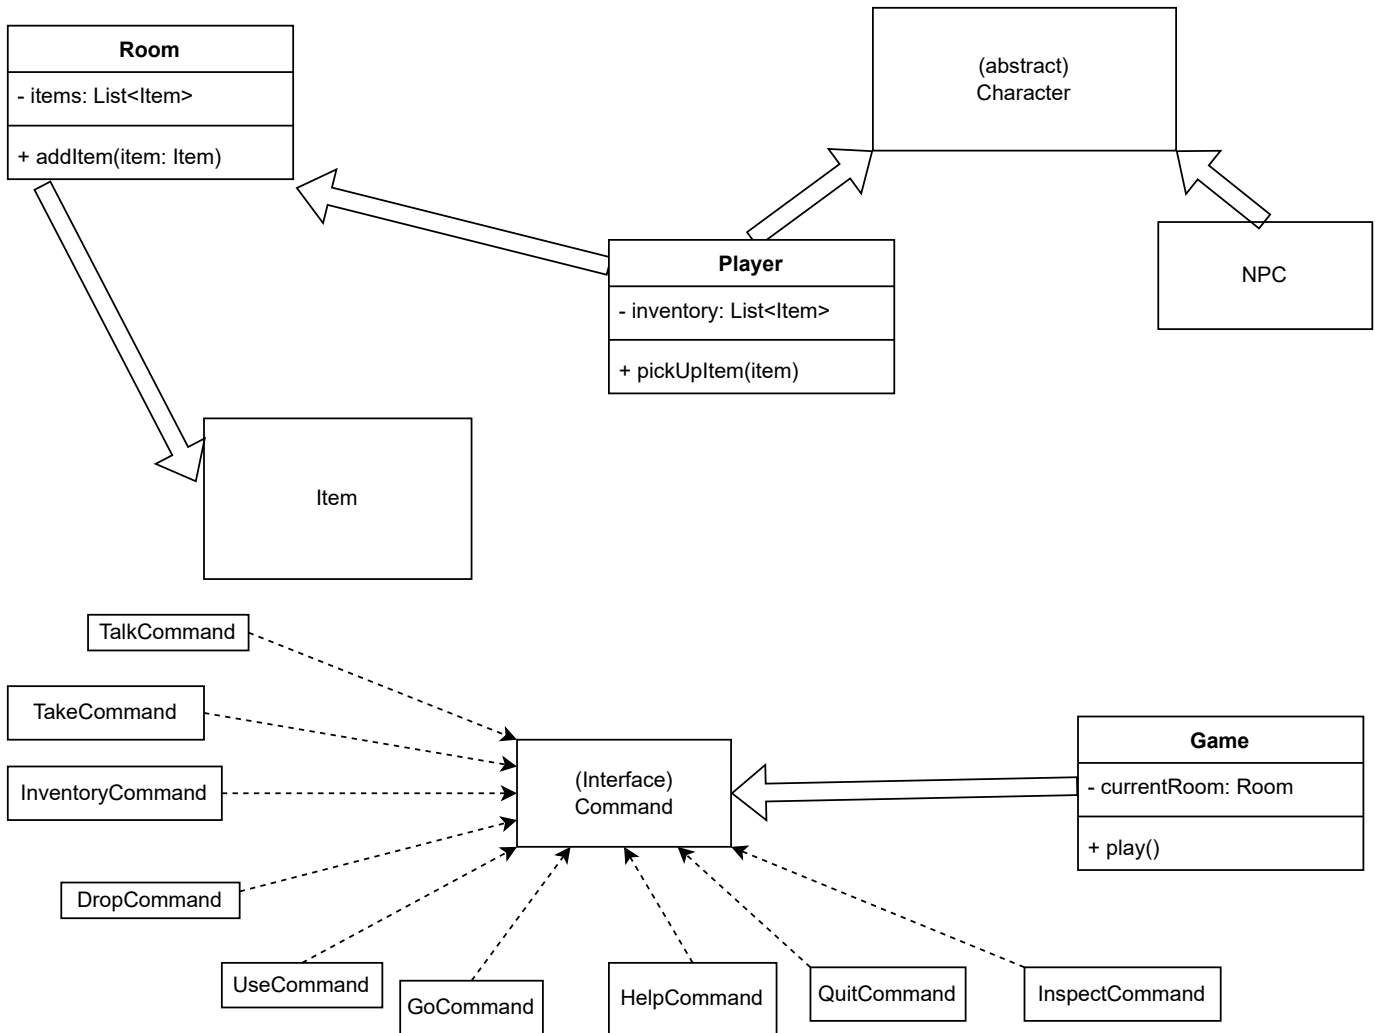 Room
- items: List<Item>
+ addItem(item: Item)
(abstract)
Character
Player
- inventory: List<Item>
+ pickUpItem(item)
NPC
Item
TalkCommand
TakeCommand
InventoryCommand
DropCommand
UseCommand
GoCommand
HelpCommand
QuitCommand
InspectCommand
(Interface)
Command
Game
- currentRoom: Room
+ play()